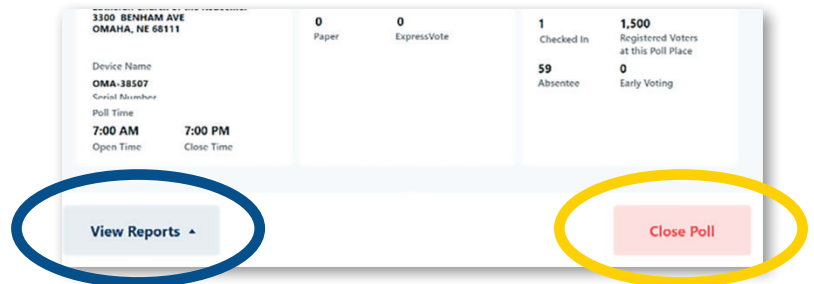 3300 BENHAM AVE
OMAHA, NE 68111
Device Name
OMA-38507
Serial Number
Poll Time
7:00 AM 7:00 PM
Open Time Close Time
0 0
Paper ExpressVote
1 1,500
Checked In Registered Voters
at this Poll Place
59 0
Absentee Early Voting
View Reports
Close Poll